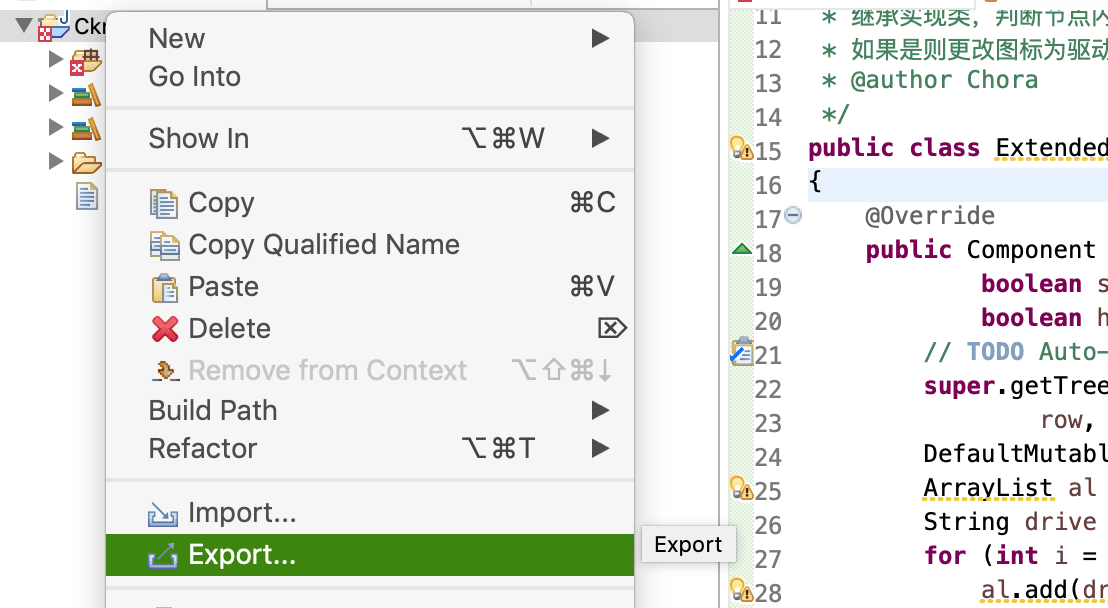 Ckr
New
Go Into
Show In ⌥⌘W
Copy ⌘C
Copy Qualified Name
Paste ⌘V
Delete ⌦
Remove from Context ⌥⇧⌘↓
Build Path
Refactor ⌥⌘T
Import...
Export...
Export
11 * 继承实现类，判断节点内
12 * 如果是则更改图标为驱动
13 * @author Chora
14 */
15 public class Extended
16 {
17 @Override
18 public Component
19 boolean s
20 boolean h
21 // TODO Auto-
22 super.getTree
23 row,
24 DefaultMutabl
25 ArrayList al
26 String drive
27 for (int i =
28 al.add(dr